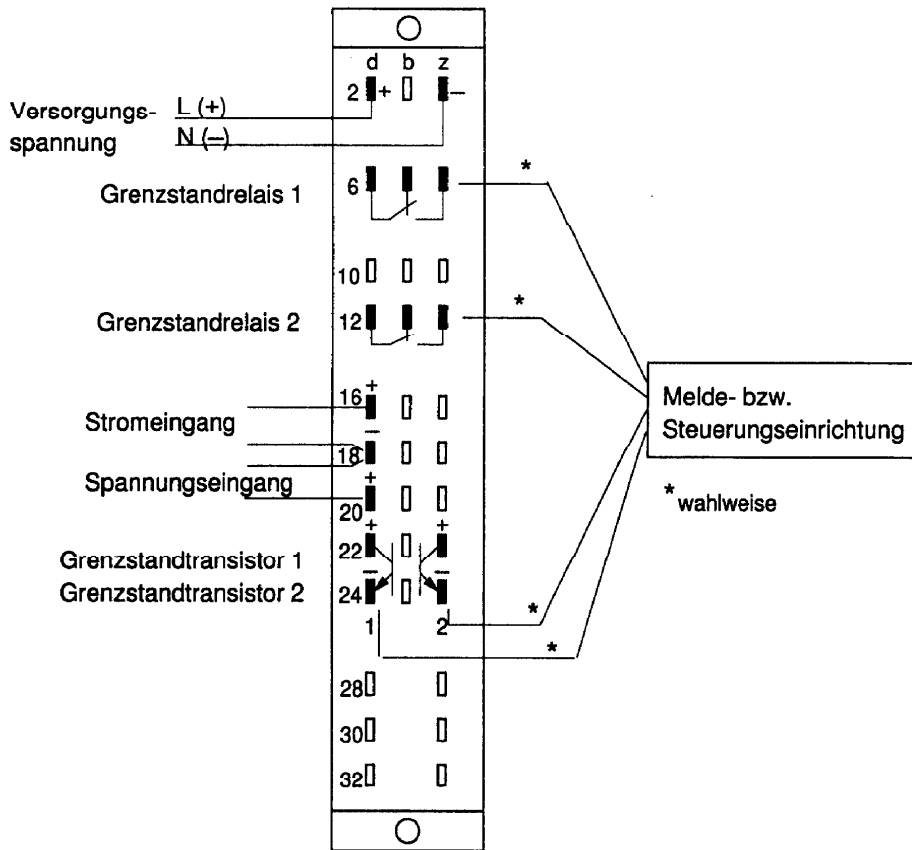 d b z
2 + –
Versorgungs-
spannung
L (+)
N (–)
Grenzstandrelais 1
6
*
10
Grenzstandrelais 2
12
*
Melde- bzw.
Steuerungseinrichtung
* wahlweise
+
16
Stromeingang
–
18
+
Spannungseingang
20
+ +
22
Grenzstandtransistor 1
– –
Grenzstandtransistor 2
24
*
1 2
*
28
30
32